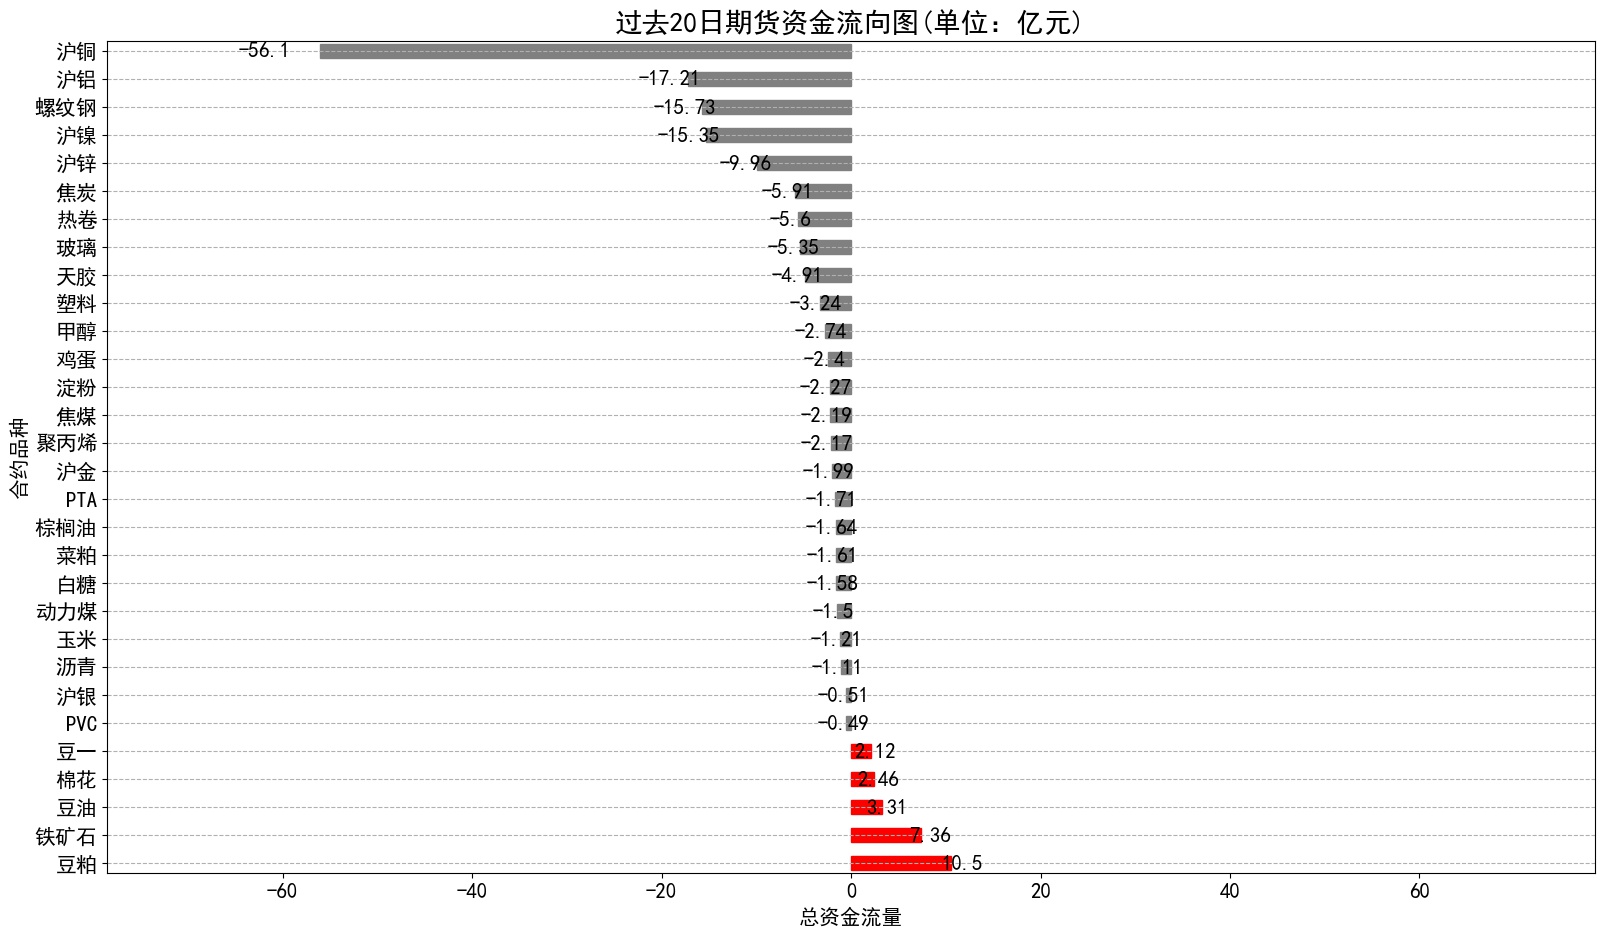 过去20日期货资金流向图(单位：亿元)
沪铜 -56.1
沪铝 -17.21
螺纹钢 -15.73
沪镍 -15.35
沪锌 -9.96
焦炭 -5.91
热卷 -5.6
玻璃 -5.35
天胶 -4.91
塑料 -3.24
甲醇 -2.74
鸡蛋 -2.4
淀粉 -2.27
焦煤 -2.19
聚丙烯 -2.17
沪金 -1.99
PTA -1.71
棕榈油 -1.64
菜粕 -1.61
白糖 -1.58
动力煤 -1.5
玉米 -1.21
沥青 -1.11
沪银 -0.51
PVC -0.49
豆一 2.12
棉花 2.46
豆油 3.31
铁矿石 7.36
豆粕 10.5
合约品种
-60 -40 -20 0 20 40 60
总资金流量